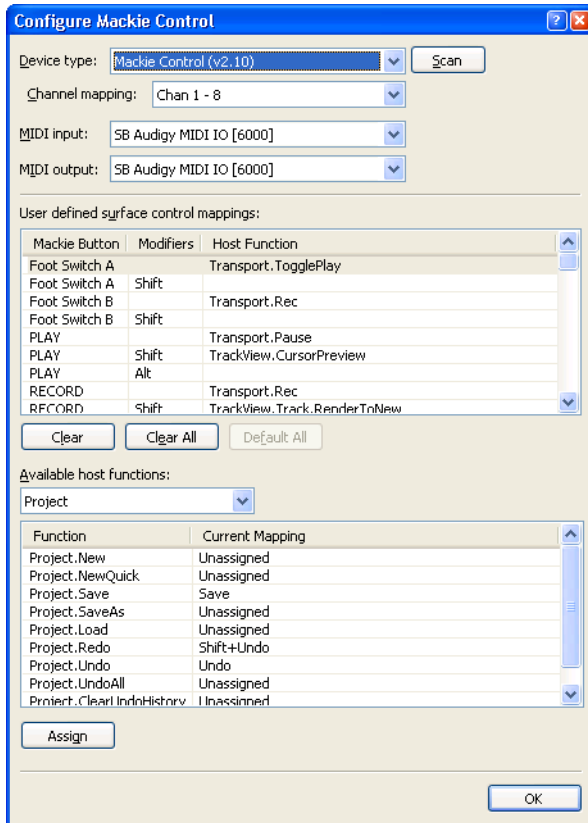 Configure Mackie Control
Device type: Mackie Control (v2.10) Scan
Channel mapping: Chan 1 - 8
MIDI input: SB Audigy MIDI IO [6000]
MIDI output: SB Audigy MIDI IO [6000]
User defined surface control mappings:
Mackie Button Modifiers Host Function
Foot Switch A Transport.TogglePlay
Foot Switch A Shift
Foot Switch B Transport.Rec
Foot Switch B Shift
PLAY Transport.Pause
PLAY Shift TrackView.CursorPreview
PLAY Alt
RECORD Transport.Rec
RECORD Shift TrackView.Track.RenderToNew
Clear Clear All Default All
Available host functions:
Project
Function Current Mapping
Project.New Unassigned
Project.NewQuick Unassigned
Project.Save Save
Project.SaveAs Unassigned
Project.Load Unassigned
Project.Redo Shift+Undo
Project.Undo Undo
Project.UndoAll Unassigned
Project.ClearUndoHistory Unassigned
Assign
OK